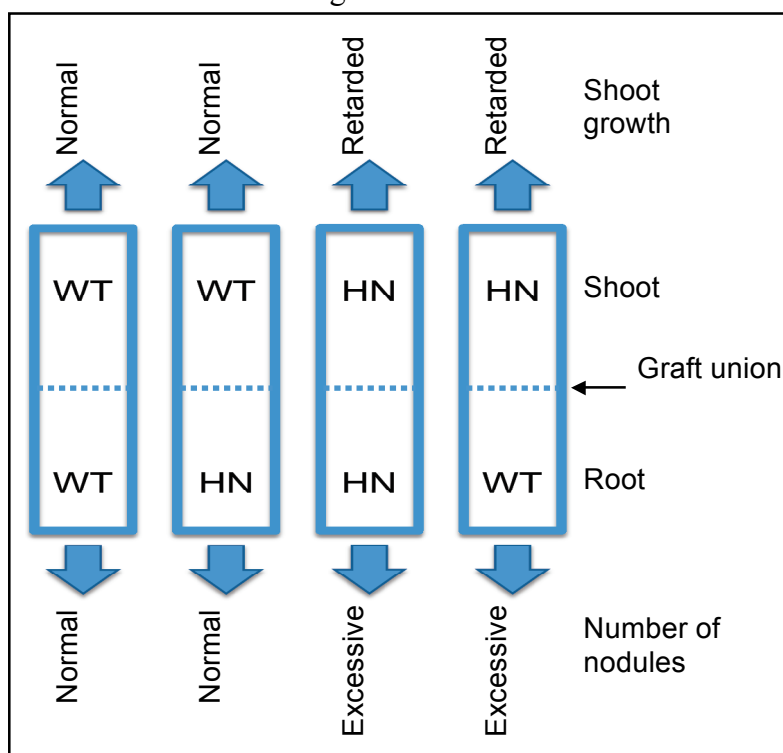 Normal Normal Retarded Retarded Shoot
growth
WT WT HN HN Shoot
Graft union
WT HN HN WT Root
Normal Normal Excessive Excessive Number of
nodules